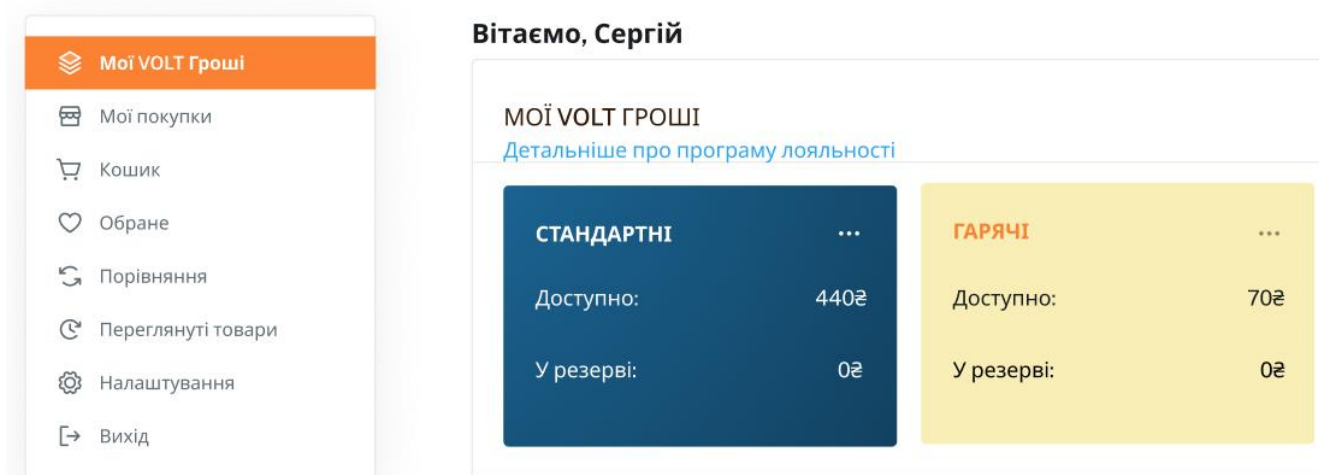 Мої VOLT Гроші
Мої покупки
Кошик
Обране
Порівняння
Переглянуті товари
Налаштування
Вихід
Вітаємо, Сергій
МОЇ VOLT ГРОШІ
Детальніше про програму лояльності
СТАНДАРТНІ ...
Доступно: 440₴
У резерві: 0₴
ГАРЯЧІ ...
Доступно: 70₴
У резерві: 0₴